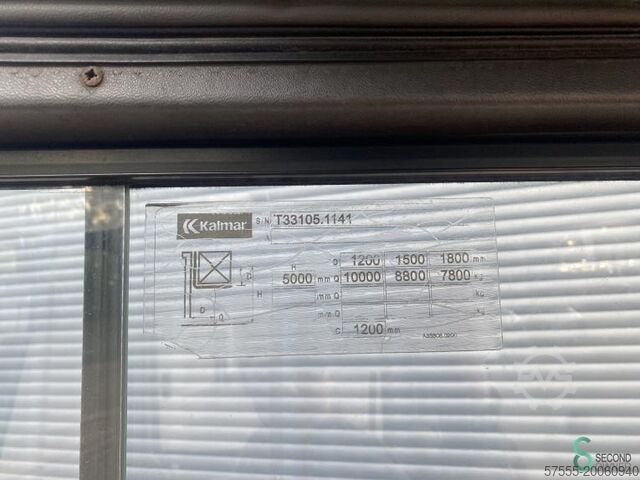 Kalmar S/N T33105.1141
D 1200 1500 1800 mm
H 5000 mm Q 10000 8800 7800 kg
H mm Q kg
mm Q kg
D C 1200 mm
Q
SECOND
57555-20060940